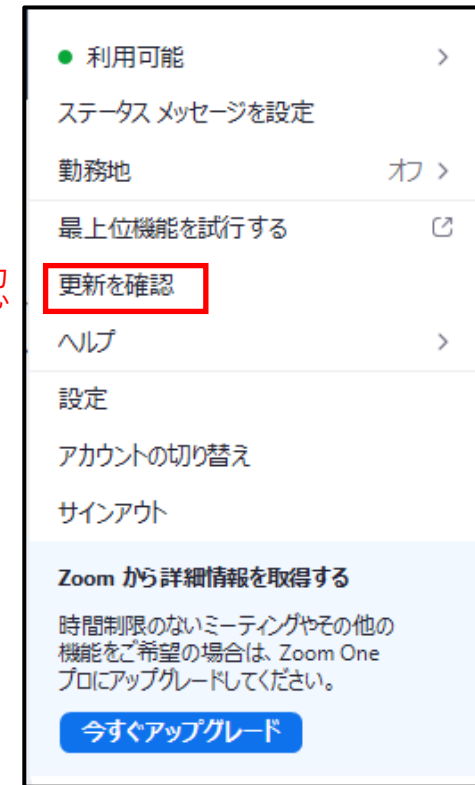 利用可能
ステータス メッセージを設定
勤務地 オフ
最上位機能を試行する
更新を確認
ヘルプ
設定
アカウントの切り替え
サインアウト
Zoom から詳細情報を取得する
時間制限のないミーティングやその他の
機能をご希望の場合は、Zoom One
プロにアップグレードしてください。
今すぐアップグレード